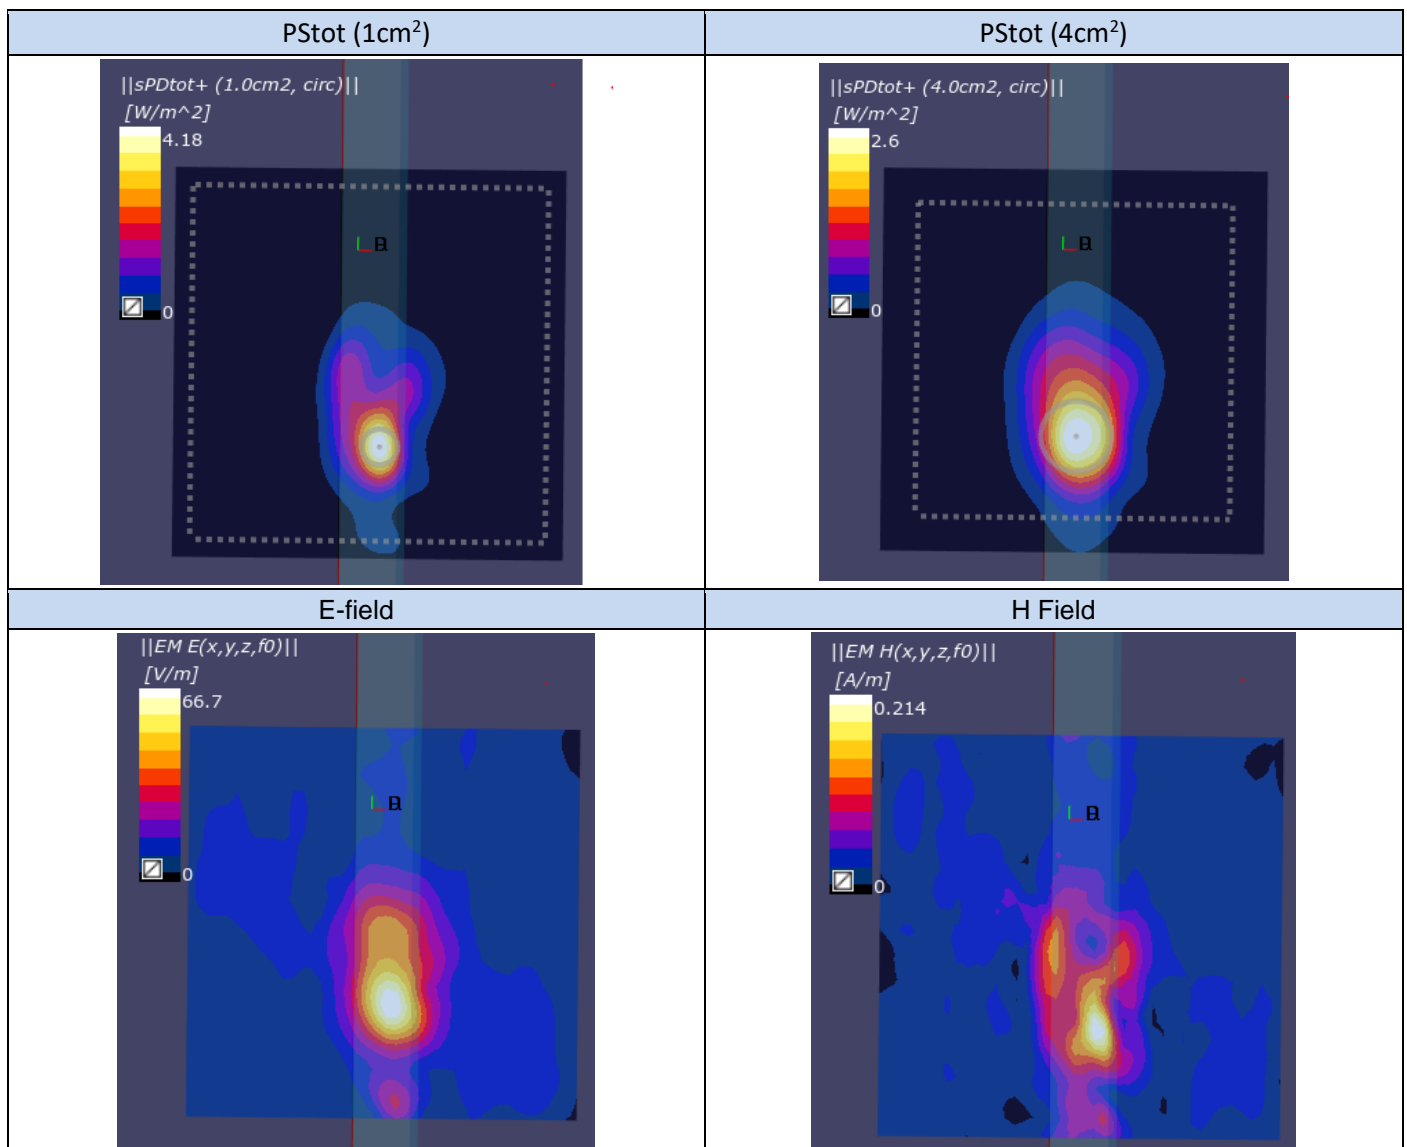 PStot (1cm²)
PStot (4cm²)
||sPDtot+ (1.0cm2, circ)||
[W/m^2]
4.18
0
||sPDtot+ (4.0cm2, circ)||
[W/m^2]
2.6
0
E-field
H Field
||EM E(x,y,z,f0)||
[V/m]
66.7
0
||EM H(x,y,z,f0)||
[A/m]
0.214
0